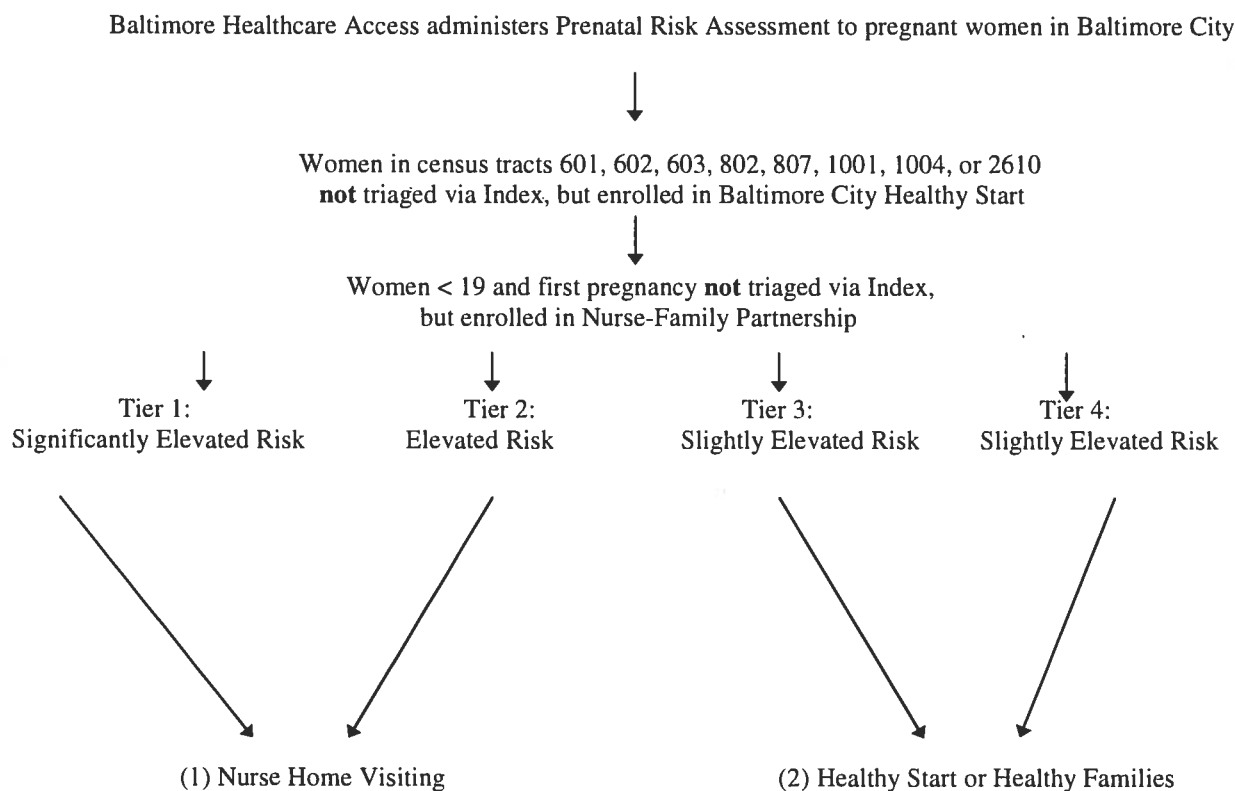 Baltimore Healthcare Access administers Prenatal Risk Assessment to pregnant women in Baltimore City
Women in census tracts 601, 602, 603, 802, 807, 1001, 1004, or 2610
not triaged via Index, but enrolled in Baltimore City Healthy Start
Women < 19 and first pregnancy not triaged via Index,
but enrolled in Nurse-Family Partnership
Tier 1:
Significantly Elevated Risk
Tier 2:
Elevated Risk
Tier 3:
Slightly Elevated Risk
Tier 4:
Slightly Elevated Risk
(1) Nurse Home Visiting
(2) Healthy Start or Healthy Families